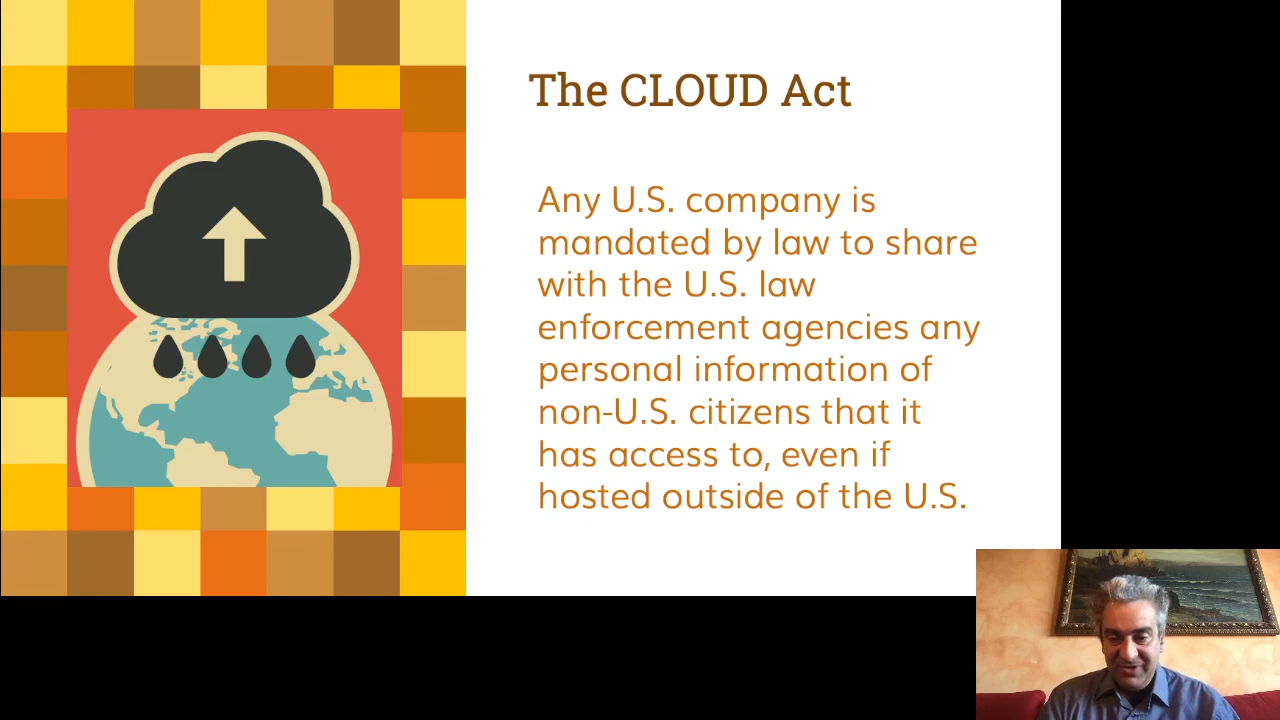 The CLOUD Act
Any U.S. company is
mandated by law to share
with the U.S. law
enforcement agencies any
personal information of
non-U.S. citizens that it
has access to, even if
hosted outside of the U.S.